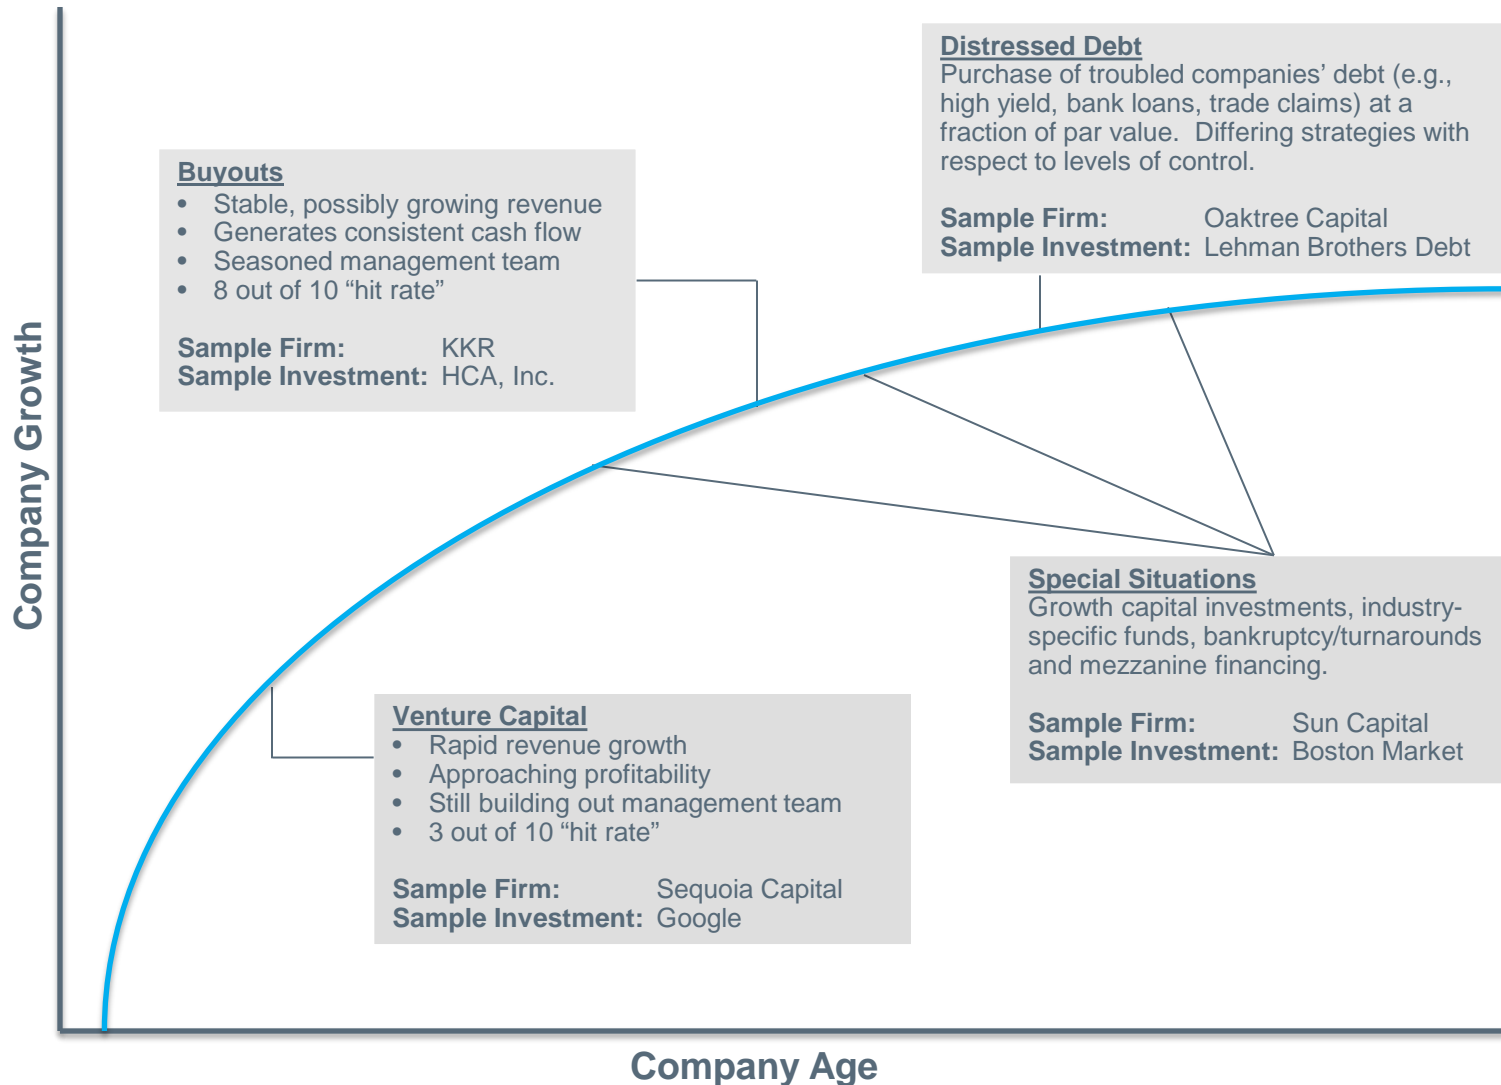 Distressed Debt
Purchase of troubled companies’ debt (e.g.,
high yield, bank loans, trade claims) at a
fraction of par value.  Differing strategies with
respect to levels of control.
Sample Firm: Oaktree Capital
Sample Investment: Lehman Brothers Debt
Buyouts
• Stable, possibly growing revenue
• Generates consistent cash flow
• Seasoned management team
• 8 out of 10 “hit rate”
Sample Firm: KKR
Sample Investment: HCA, Inc.
Company Growth
Special Situations
Growth capital investments, industry-
specific funds, bankruptcy/turnarounds
and mezzanine financing.
Sample Firm: Sun Capital
Sample Investment: Boston Market
Venture Capital
• Rapid revenue growth
• Approaching profitability
• Still building out management team
• 3 out of 10 “hit rate”
Sample Firm: Sequoia Capital
Sample Investment: Google
Company Age